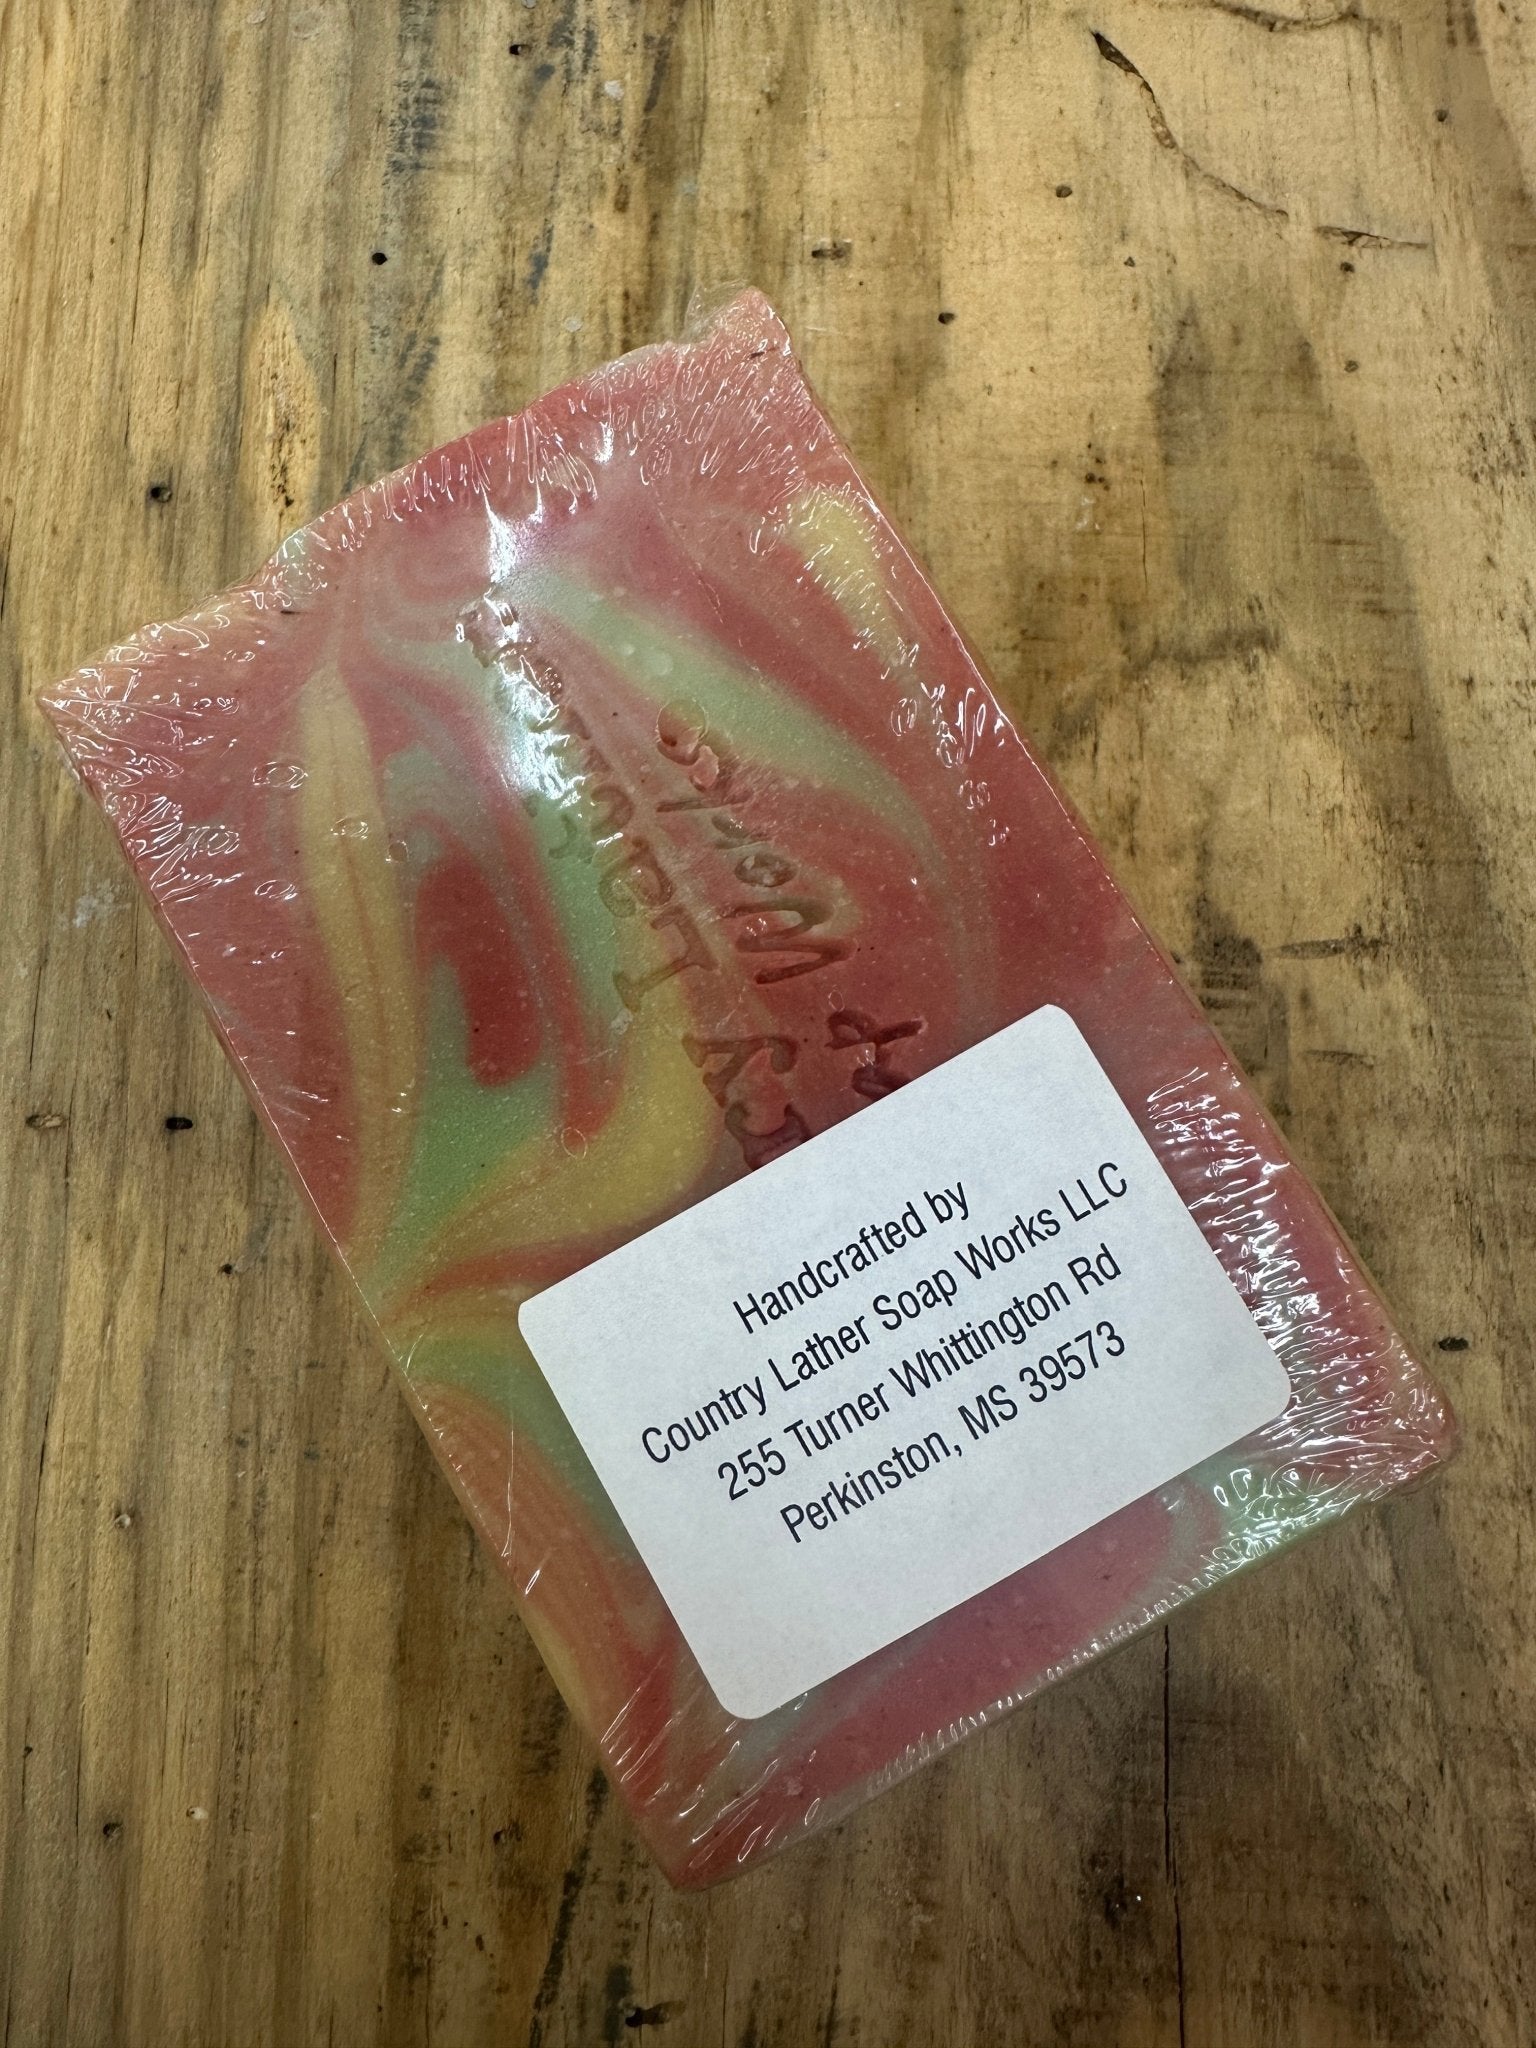 Handcrafted by
Country Lather Soap Works LLC
255 Turner Whittington Rd
Perkinston, MS 39573